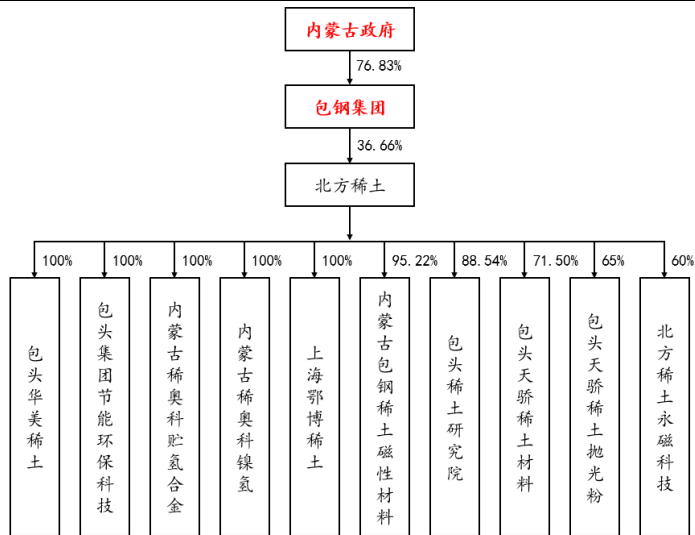 内蒙古政府
76.83%
包钢集团
36.66%
北方稀土
100%
100%
100%
100%
100%
95.22%
88.54%
71.50%
65%
60%
包头华美稀土
包头集团节能环保科技
内蒙古稀奥科贮氢合金
内蒙古稀奥科镍氢
上海鄂博稀土
内蒙古包钢稀土磁性材料
包头稀土研究院
包头天骄稀土材料
包头天骄稀土抛光粉
北方稀土永磁科技